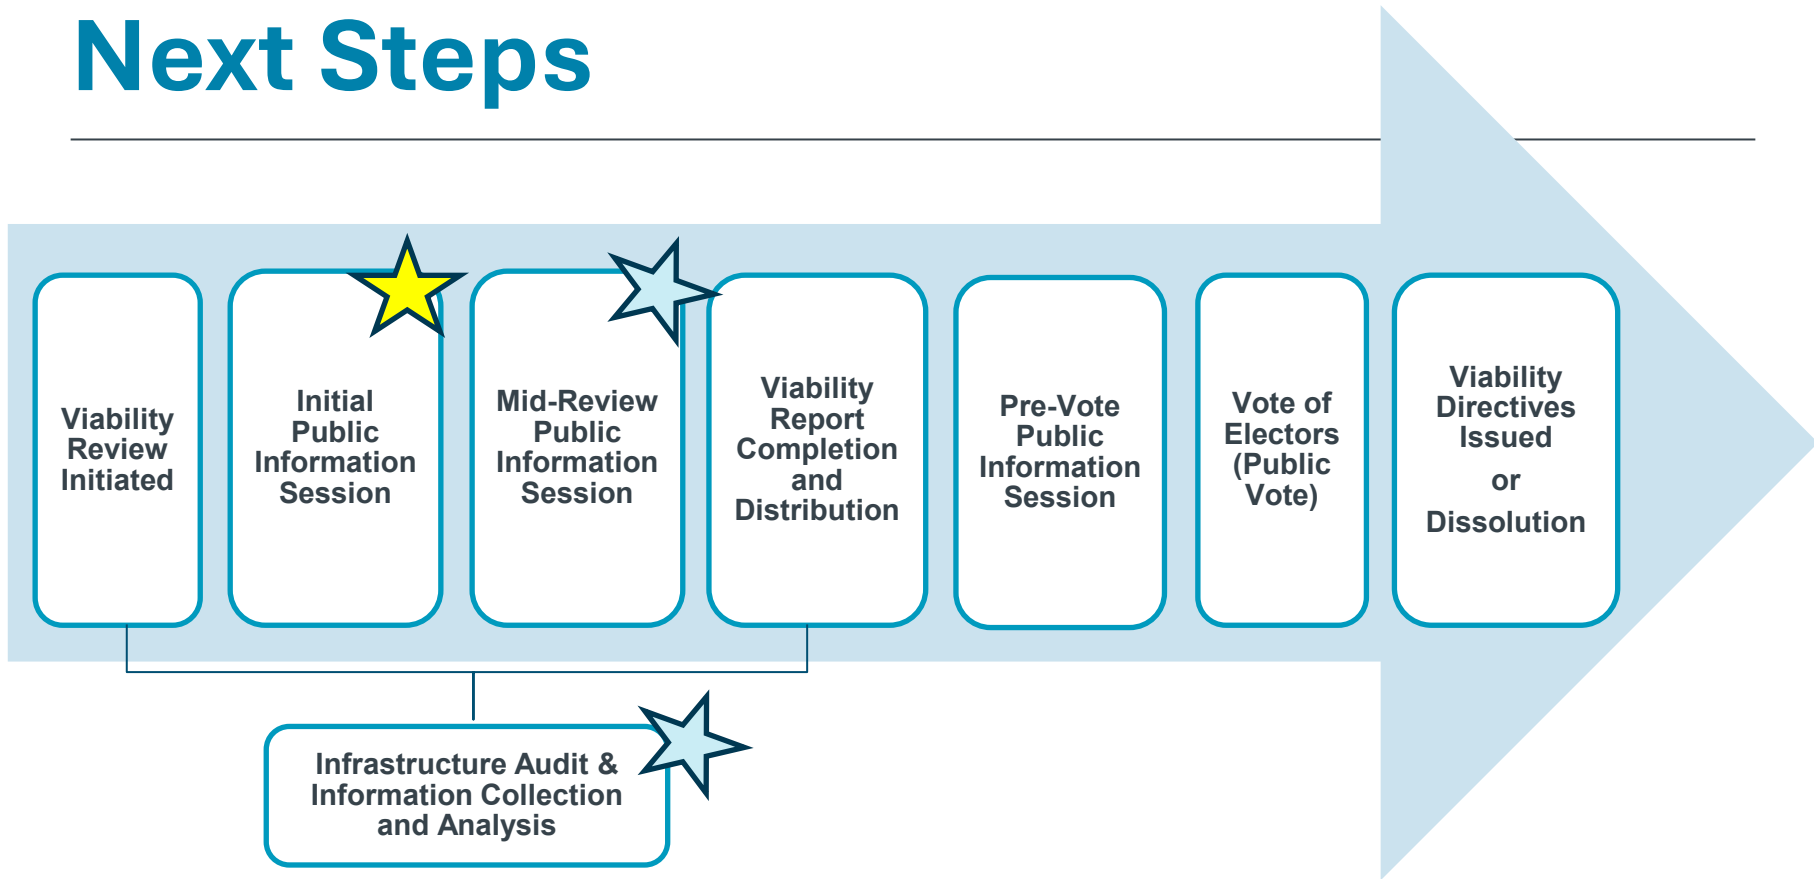 Next Steps
Viability
Review
Initiated
Initial
Public
Information
Session
Mid-Review
Public
Information
Session
Viability
Report
Completion
and
Distribution
Pre-Vote
Public
Information
Session
Vote of
Electors
(Public
Vote)
Viability
Directives
Issued
or
Dissolution
Infrastructure Audit &
Information Collection
and Analysis